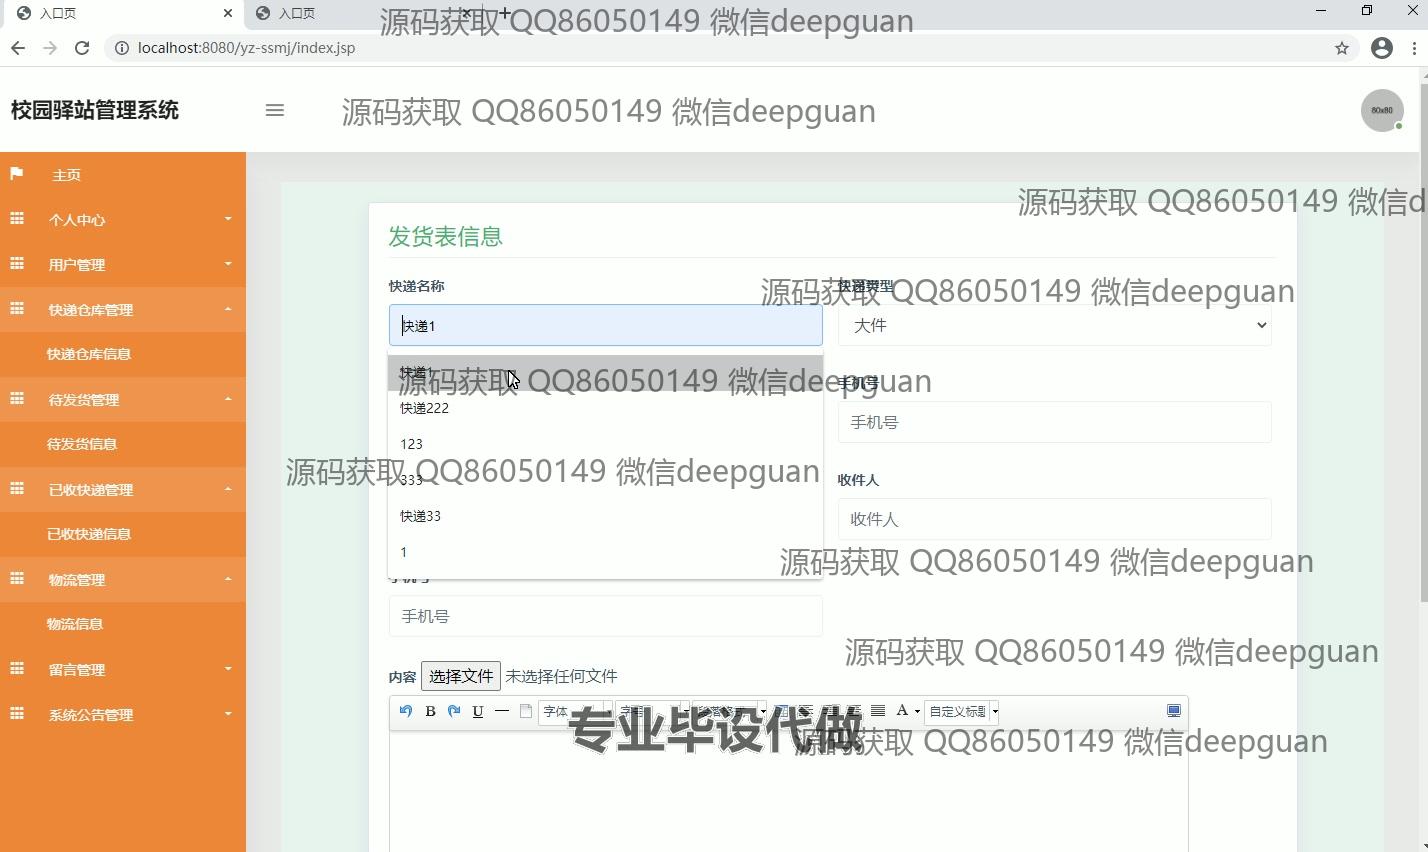 入口页
入口页
源码获取 QQ86050149 微信deepguan
localhost:8080/yz-ssmj/index.jsp
校园驿站管理系统
源码获取 QQ86050149 微信deepguan
80x80
主页
个人中心
用户管理
快递仓库管理
快递仓库信息
待发货管理
待发货信息
已收快递管理
已收快递信息
物流管理
物流信息
留言管理
系统公告管理
源码获取 QQ86050149 微信d
发货表信息
快递名称
快递类型
源码获取 QQ86050149 微信deepguan
快递1
大件
快递1
源码获取 QQ86050149 微信deepguan
手机号
快递222
手机号
123
源码获取 QQ86050149 微信deepguan
333
收件人
快递33
收件人
1
源码获取 QQ86050149 微信deepguan
手机号
手机号
源码获取 QQ86050149 微信deepguan
内容 选择文件 未选择任何文件
B U 字体 字号 段落格式 A 自定义标题
专业毕设代做
源码获取 QQ86050149 微信deepguan